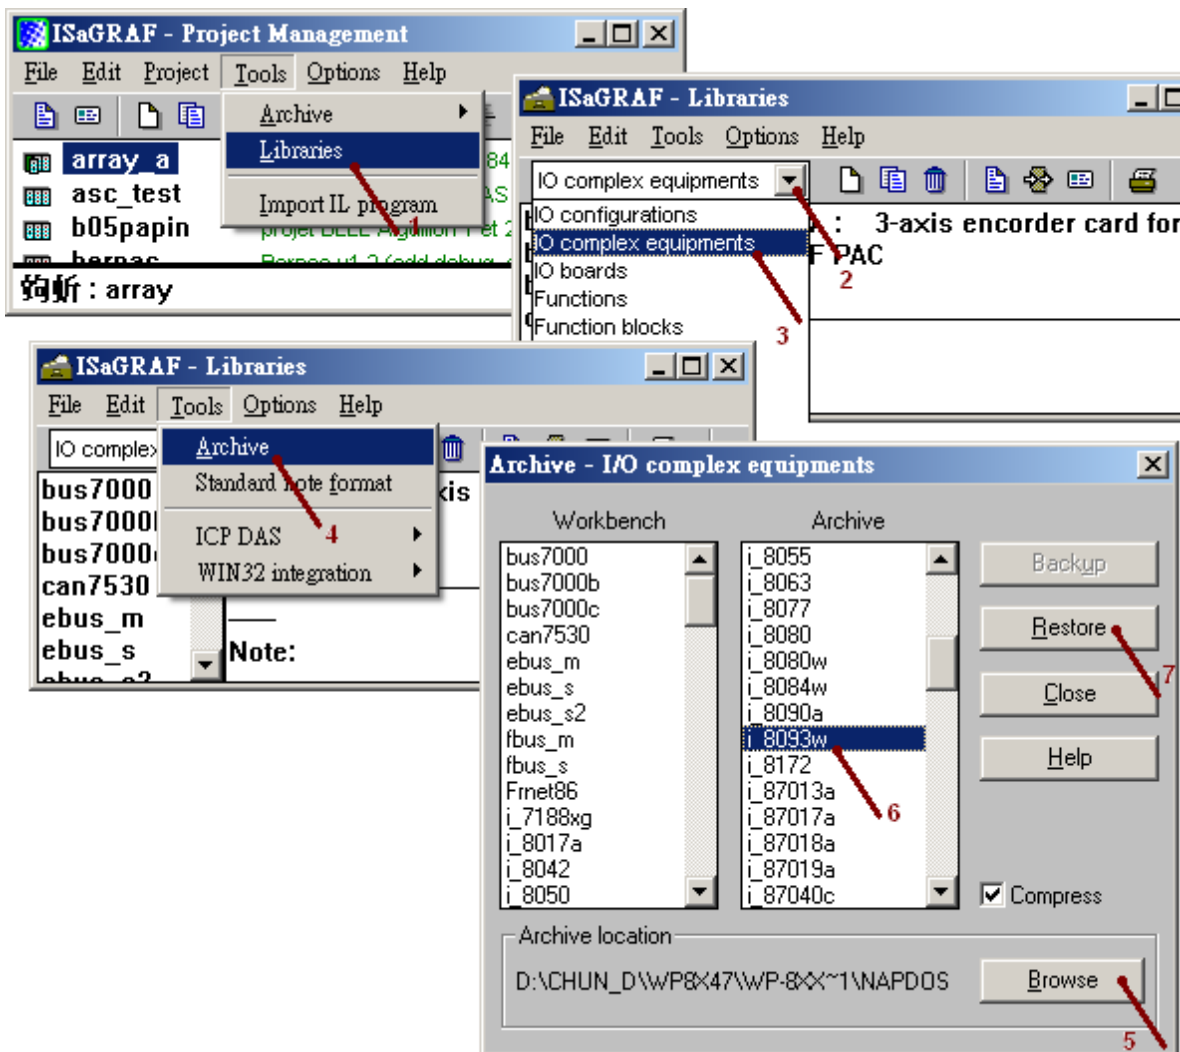 ISaGRAF - Project Management
File Edit Project Tools Options Help
Archive
Libraries
Import IL program
array_a
asc_test
b05papin
1
: array
ISaGRAF - Libraries
File Edit Tools Options Help
IO complex equipments
IO configurations
IO complex equipments
IO boards
Functions
Function blocks
: 3-axis encorder card for
F PAC
2
3
ISaGRAF - Libraries
File Edit Tools Options Help
IO complex
Archive
Standard note format
ICP DAS
WIN32 integration
4
bus7000
bus7000b
bus7000c
can7530
ebus_m
ebus_s
Note:
Archive - I/O complex equipments
Workbench
bus7000
bus7000b
bus7000c
can7530
ebus_m
ebus_s
ebus_s2
fbus_m
fbus_s
Frnet86
i_7188xg
i_8017a
i_8042
i_8050
Archive
i_8055
i_8063
i_8077
i_8080
i_8080w
i_8084w
i_8090a
i_8093w
i_8172
i_87013a
i_87017a
i_87018a
i_87019a
i_87040c
6
Backup
Restore
7
Close
Help
Compress
Archive location
D:\CHUN_D\WP8X47\WP-8XX~1\NAPDOS
Browse
5